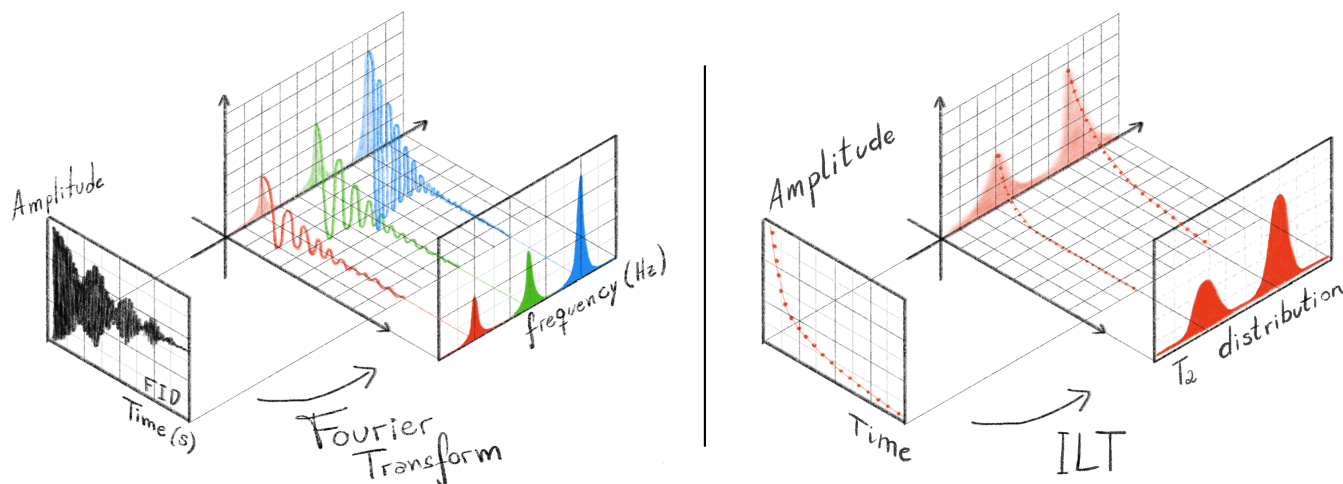 Amplitude
FID
Time (s)
Fourier
Transform
frequency (Hz)
Amplitude
Time
ILT
T₂ distribution